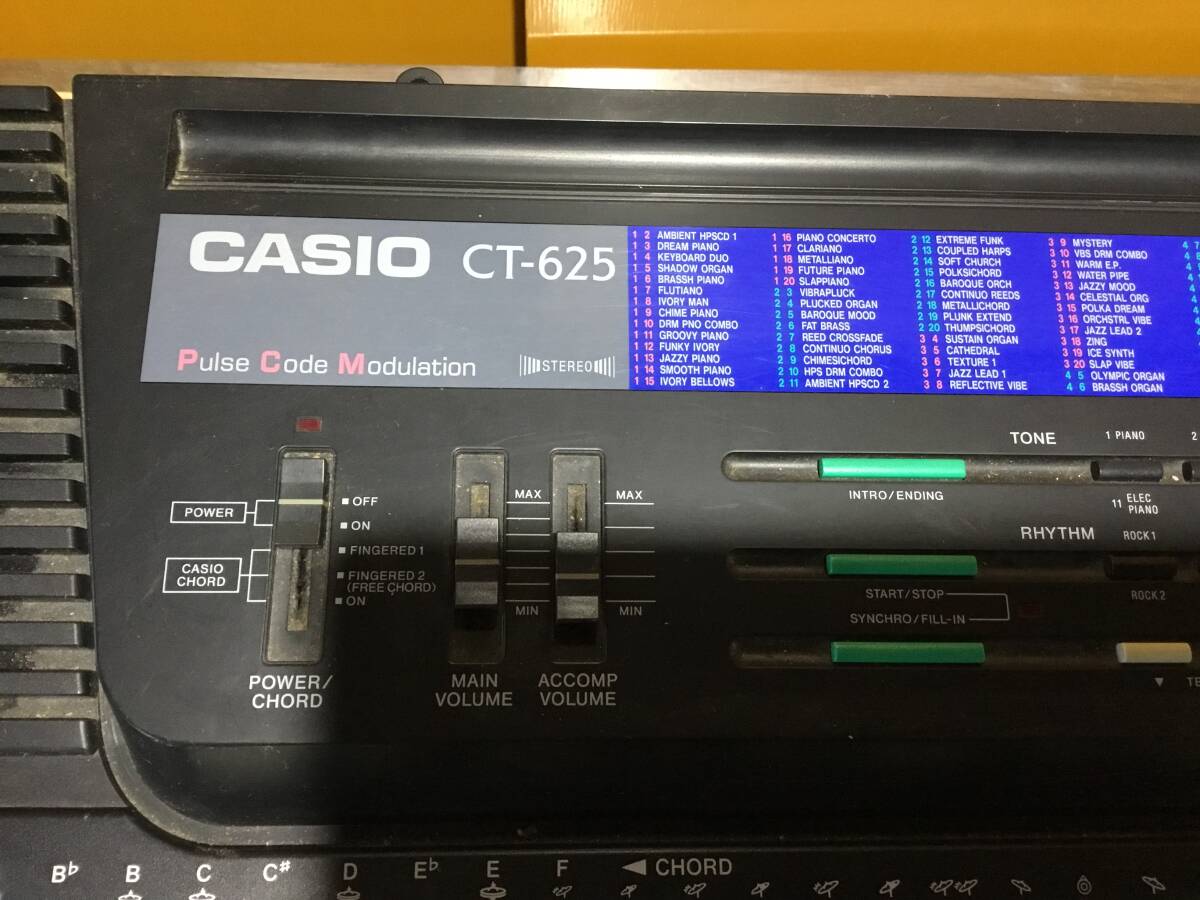 CASIO CT-625
Pulse Code Modulation
STEREO
1 2 AMBIENT HPSCD 1
1 3 DREAM PIANO
1 4 KEYBOARD DUO
1 5 SHADOW ORGAN
1 6 BRASSH PIANO
1 7 FLUTIANO
1 8 IVORY MAN
1 9 CHIME PIANO
1 10 DRM PNO COMBO
1 11 GROOVY PIANO
1 12 FUNKY IVORY
1 13 JAZZY PIANO
1 14 SMOOTH PIANO
1 15 IVORY BELLOWS
1 16 PIANO CONCERTO
1 17 CLARIANO
1 18 METALLIANO
1 19 FUTURE PIANO
1 20 SLAPPIANO
2 3 VIBRAPLUCK
2 4 PLUCKED ORGAN
2 5 BAROQUE MOOD
2 6 FAT BRASS
2 7 REED CROSSFADE
2 8 CONTINUO CHORUS
2 9 CHIMESICHORD
2 10 HPS DRM COMBO
2 11 AMBIENT HPSCD 2
2 12 EXTREME FUNK
2 13 COUPLED HARPS
2 14 SOFT CHURCH
2 15 POLKSICHORD
2 16 BAROQUE ORCH
2 17 CONTINUO REEDS
2 18 METALLICHORD
2 19 PLUNK EXTEND
2 20 THUMPSICHORD
3 4 SUSTAIN ORGAN
3 5 CATHEDRAL
3 6 TEXTURE 1
3 7 JAZZ LEAD 1
3 8 REFLECTIVE VIBE
3 9 MYSTERY
3 10 VBS DRM COMBO
3 11 WARM E.P.
3 12 WATER PIPE
3 13 JAZZY MOOD
3 14 CELESTIAL ORG
3 15 POLKA DREAM
3 16 ORCHSTRL VIBE
3 17 JAZZ LEAD 2
3 18 ZING
3 19 ICE SYNTH
3 20 SLAP VIBE
4 5 OLYMPIC ORGAN
4 6 BRASSH ORGAN
4 7
POWER
OFF
ON
CASIO
CHORD
FINGERED 1
FINGERED 2
(FREE CHORD)
ON
POWER/
CHORD
MAX
MIN
MAIN
VOLUME
MAX
MIN
ACCOMP
VOLUME
TONE
1 PIANO
2
INTRO/ENDING
11 ELEC
PIANO
RHYTHM
ROCK 1
START/STOP
ROCK 2
SYNCHRO/FILL-IN
▼ TE
B♭ B C C♯ D E♭ E F ◀ CHORD